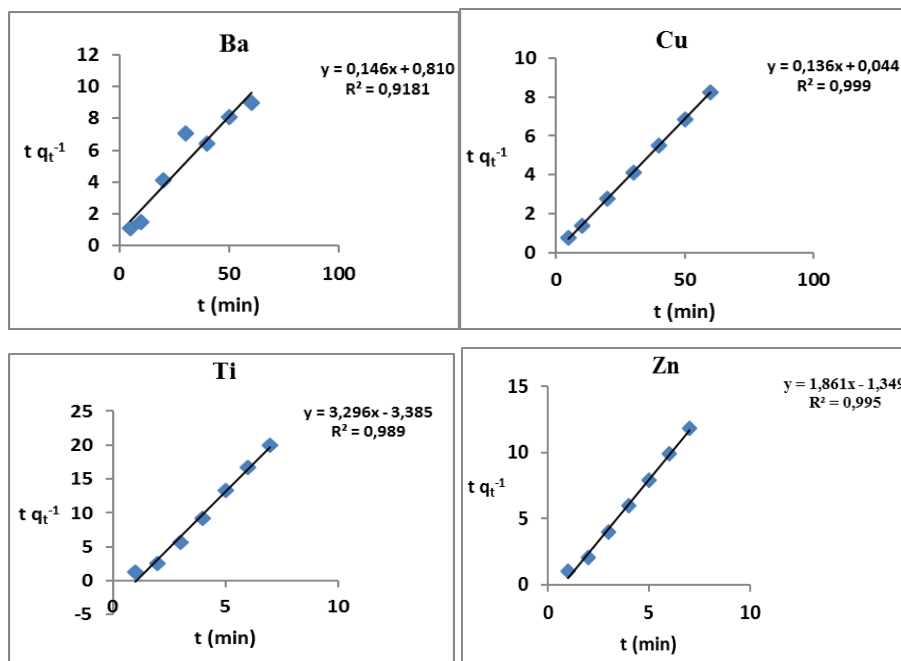 Ba
y = 0,146x + 0,810
R² = 0,9181
12
10
8
6
4
2
0
t qt⁻¹
0 50 100
t (min)
Cu
y = 0,136x + 0,044
R² = 0,999
10
8
6
4
2
0
t qt⁻¹
0 50 100
t (min)
Ti
y = 3,296x - 3,385
R² = 0,989
25
20
15
10
5
0
-5
t qt⁻¹
0 5 10
t (min)
Zn
y = 1,861x - 1,349
R² = 0,995
15
10
5
0
t qt⁻¹
0 5 10
t (min)